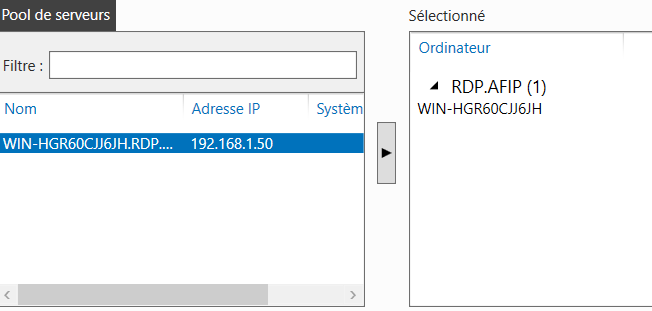 Pool de serveurs
Sélectionné
Filtre :
Ordinateur
RDP.AFIP (1)
WIN-HGR60CJJ6JH
Nom Adresse IP Systèm
WIN-HGR60CJJ6JH.RDP.... 192.168.1.50